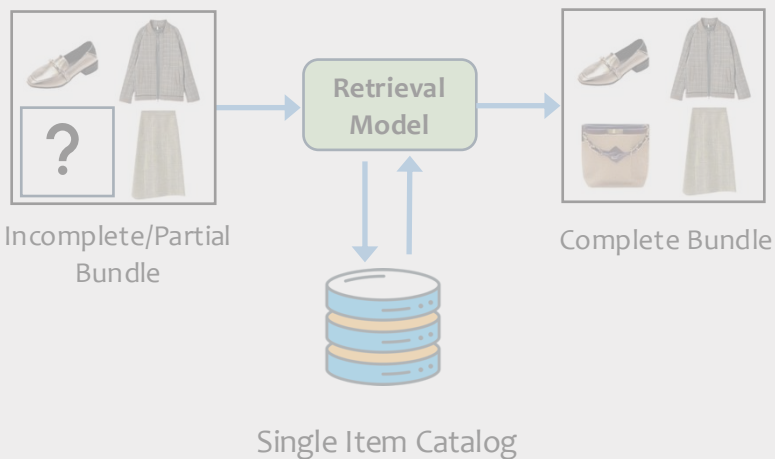 ?
Retrieval
Model
Incomplete/Partial
Bundle
Complete Bundle
Single Item Catalog